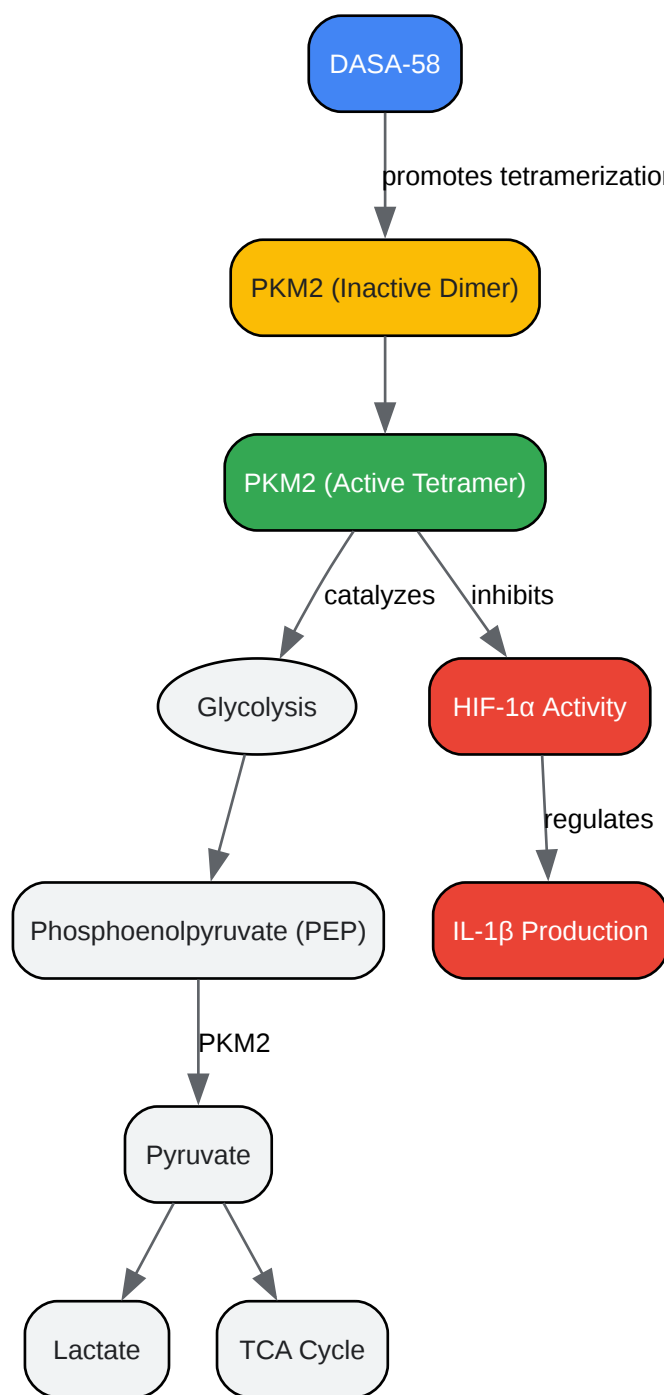 DASA-58
promotes tetramerization
PKM2 (Inactive Dimer)
PKM2 (Active Tetramer)
catalyzes
inhibits
Glycolysis
HIF-1α Activity
regulates
Phosphoenolpyruvate (PEP)
IL-1β Production
PKM2
Pyruvate
Lactate
TCA Cycle